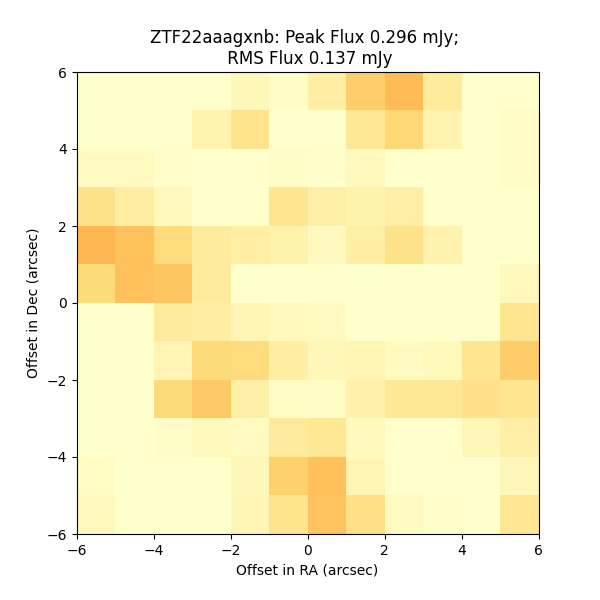 ZTF22aaagxnb: Peak Flux 0.296 mJy;
RMS Flux 0.137 mJy
6
4
2
0
−2
−4
−6
Offset in Dec (arcsec)
−6 −4 −2 0 2 4 6
Offset in RA (arcsec)